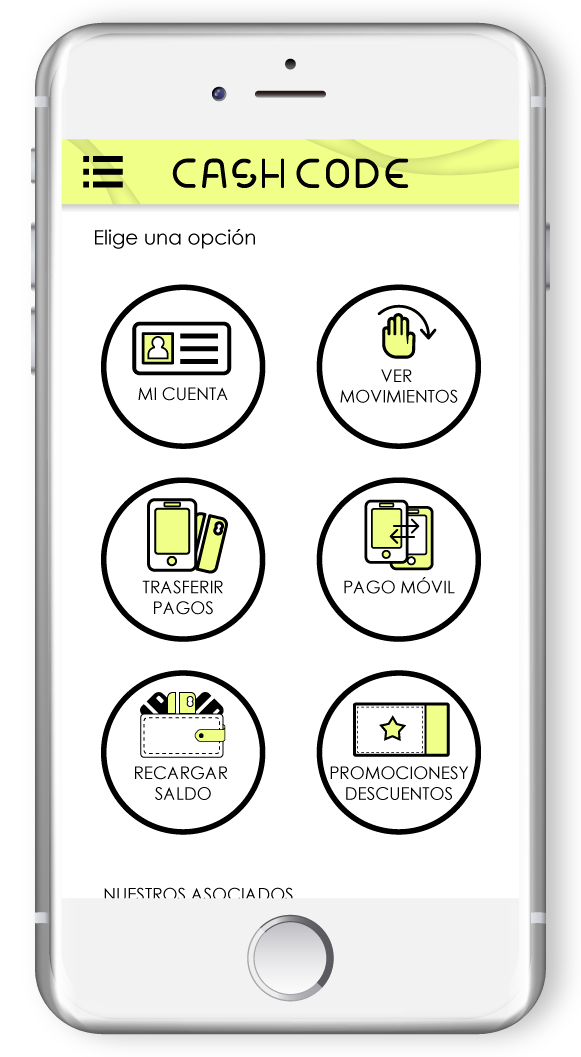 CASH CODE
Elige una opción
MI CUENTA
VER
MOVIMIENTOS
TRASFERIR
PAGOS
PAGO MÓVIL
RECARGAR
SALDO
PROMOCIONESY
DESCUENTOS
NUESTROS ASOCIADOS